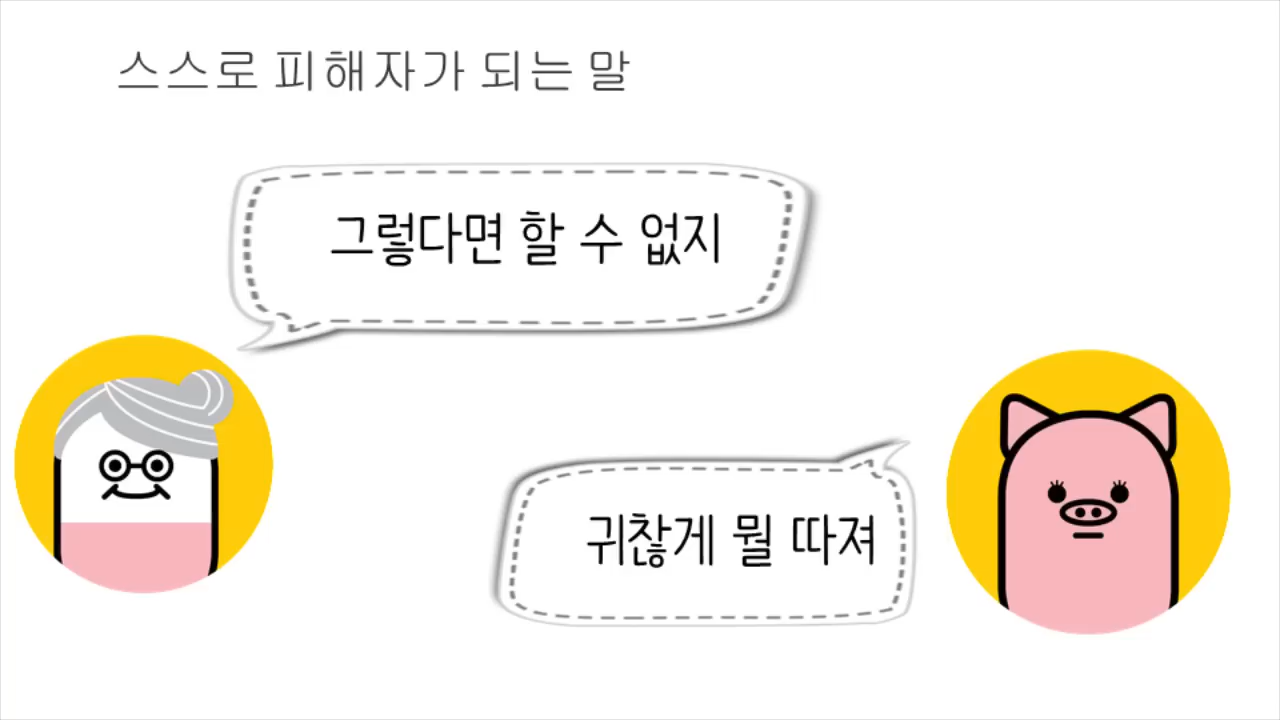 스스로 피해자가 되는 말
그렇다면 할 수 없지
귀찮게 뭘 따져